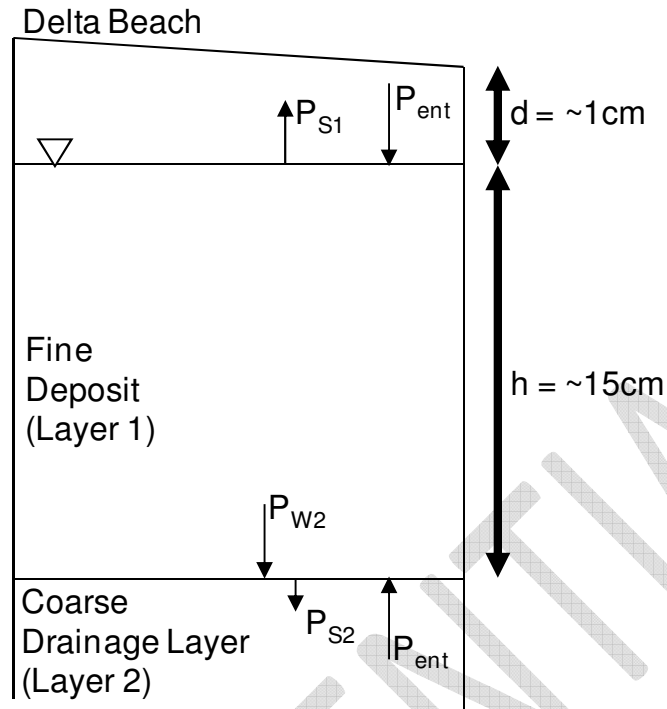 Delta Beach
P_S1
P_ent
d = ~1cm
Fine
Deposit
(Layer 1)
h = ~15cm
P_W2
Coarse
Drainage Layer
(Layer 2)
P_S2
P_ent